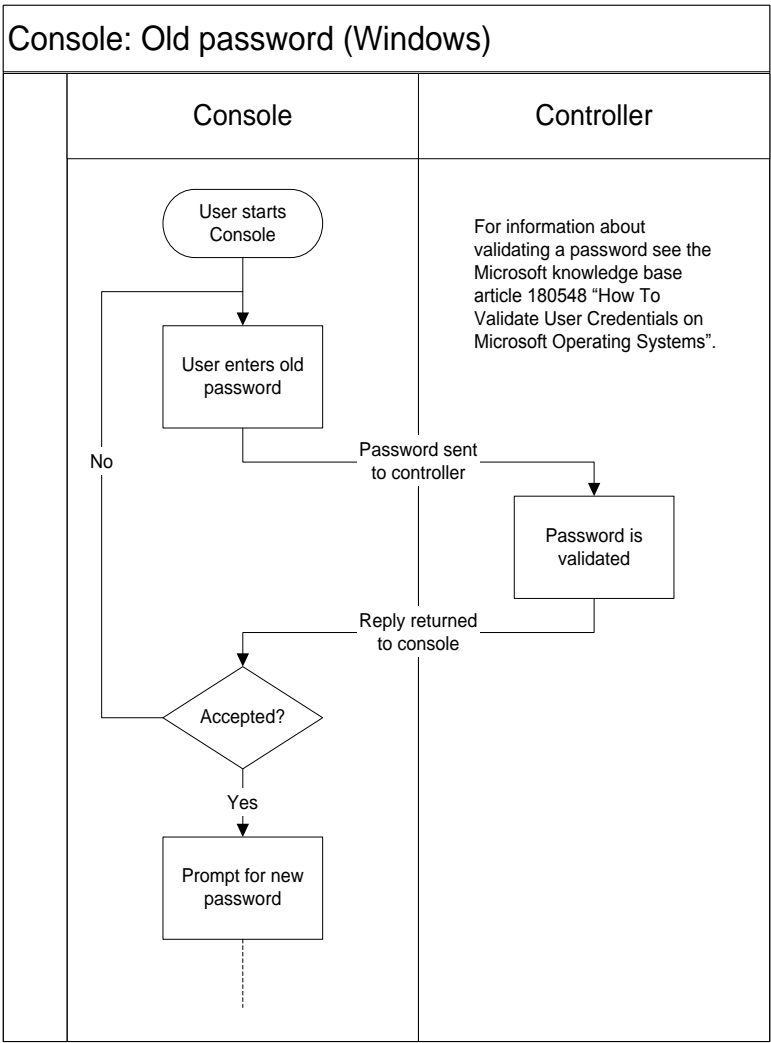 Console: Old password (Windows)
Console
Controller
User starts
Console
For information about
validating a password see the
Microsoft knowledge base
article 180548 “How To
Validate User Credentials on
Microsoft Operating Systems”.
User enters old
password
No
Password sent
to controller
Password is
validated
Reply returned
to console
Accepted?
Yes
Prompt for new
password